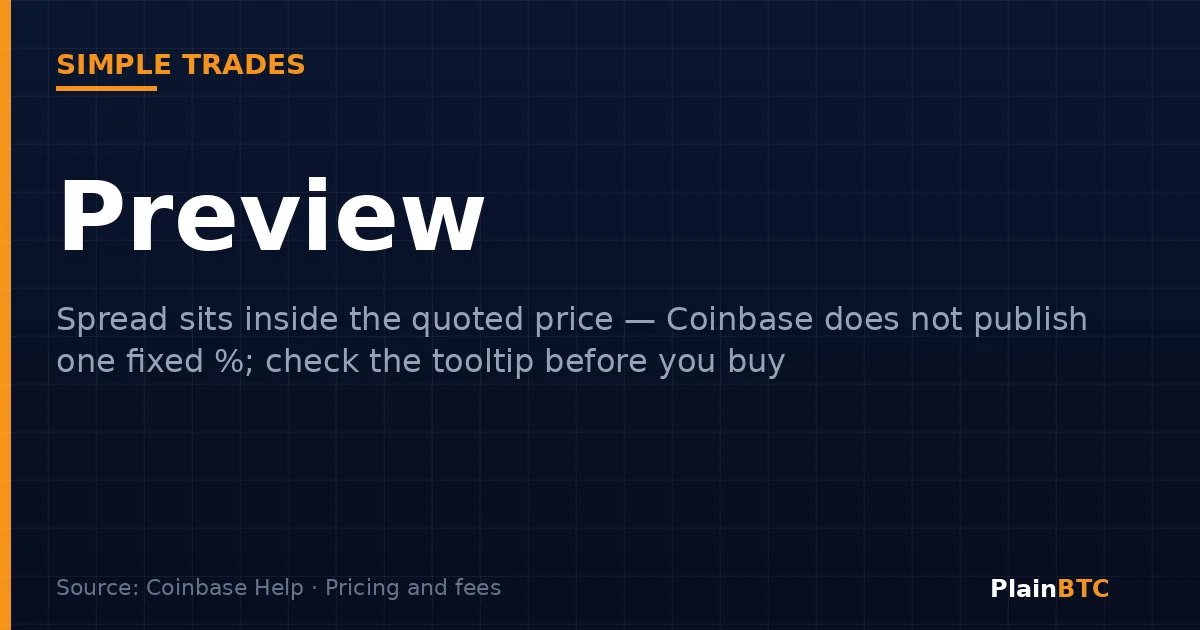 SIMPLE TRADES
Preview
Spread sits inside the quoted price — Coinbase does not publish
one fixed %; check the tooltip before you buy
Source: Coinbase Help · Pricing and fees
PlainBTC